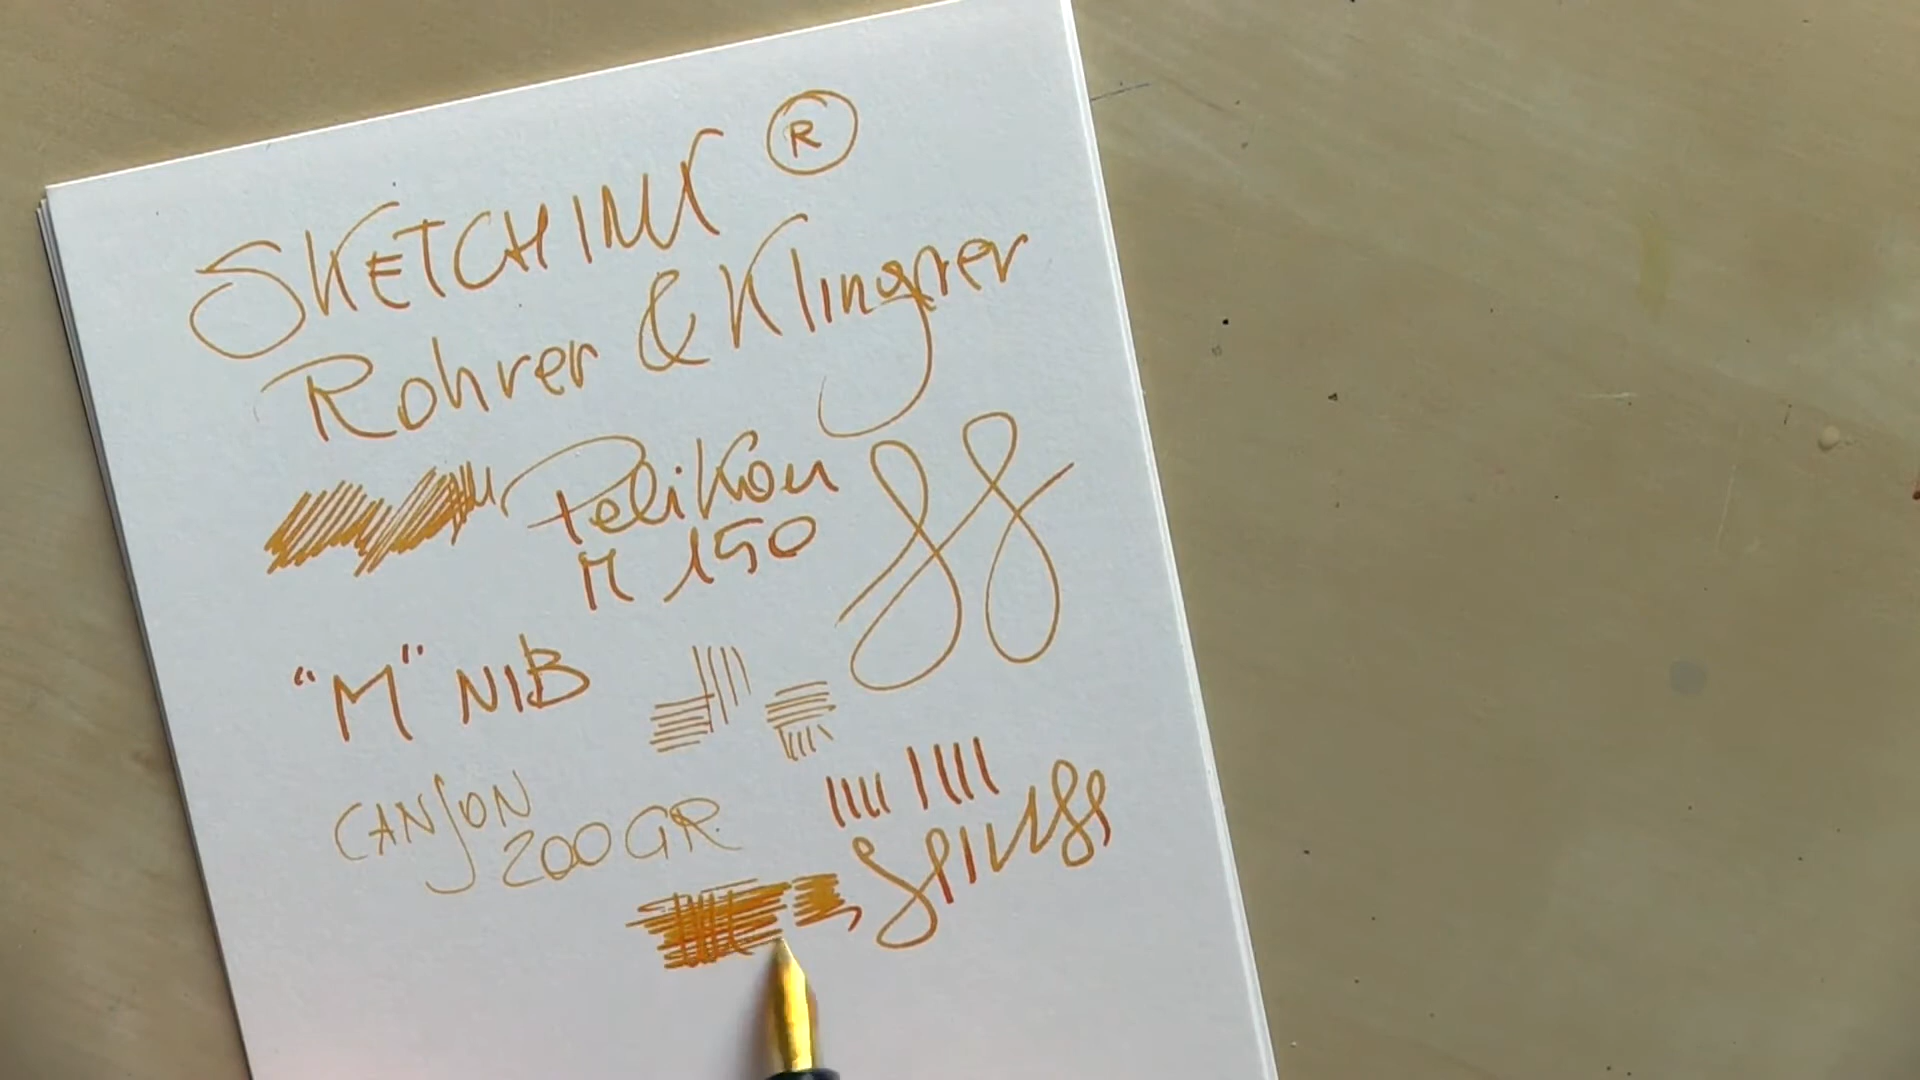 SKETCHINK ®
Rohrer & Klingner
Pelikan
M 150
"M" NIB
CANSON
200 GR.